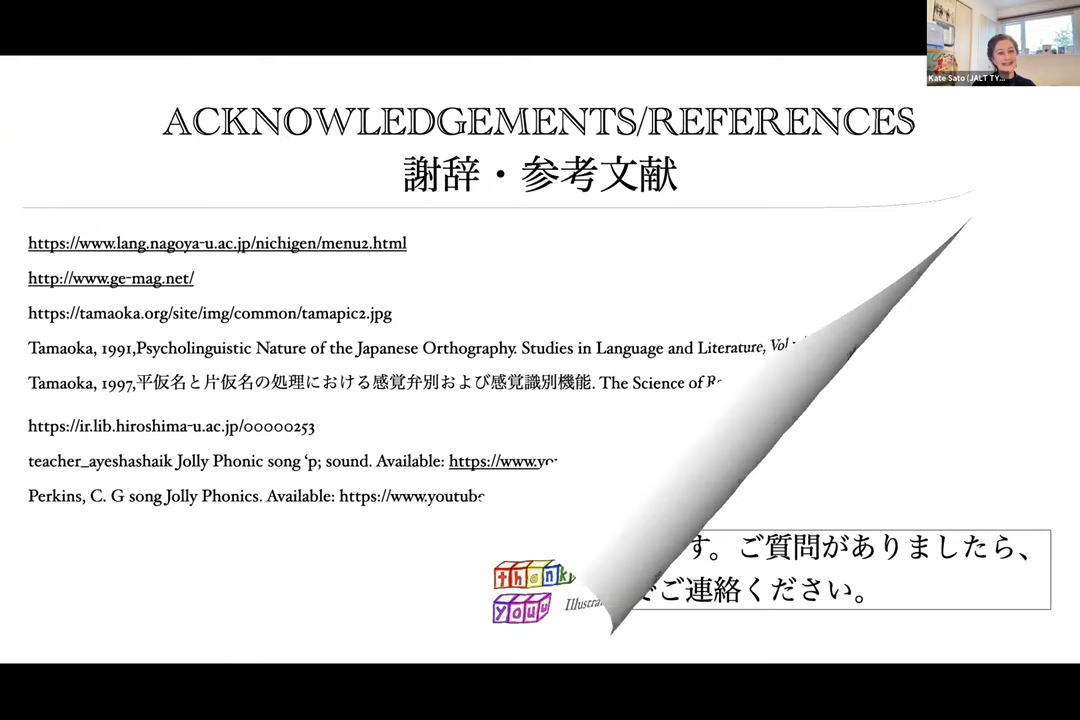 Kate Sato (JALT TY...
ACKNOWLEDGEMENTS/REFERENCES
謝辞・参考文献
https://www.lang.nagoya-u.ac.jp/nichigen/menu2.html
http://www.ge-mag.net/
https://tamaoka.org/site/img/common/tamapic2.jpg
Tamaoka, 1991,Psycholinguistic Nature of the Japanese Orthography. Studies in Language and Literature, Vol
Tamaoka, 1997,平仮名と片仮名の処理における感覚弁別および感覚識別機能. The Science of
https://ir.lib.hiroshima-u.ac.jp/00000253
teacher_ayeshashaik Jolly Phonic song ‘p; sound. Available: https://www.yo
Perkins, C. G song Jolly Phonics. Available: https://www.youtube
す。ご質問がありましたら、
でご連絡ください。
thank
you
Illustra